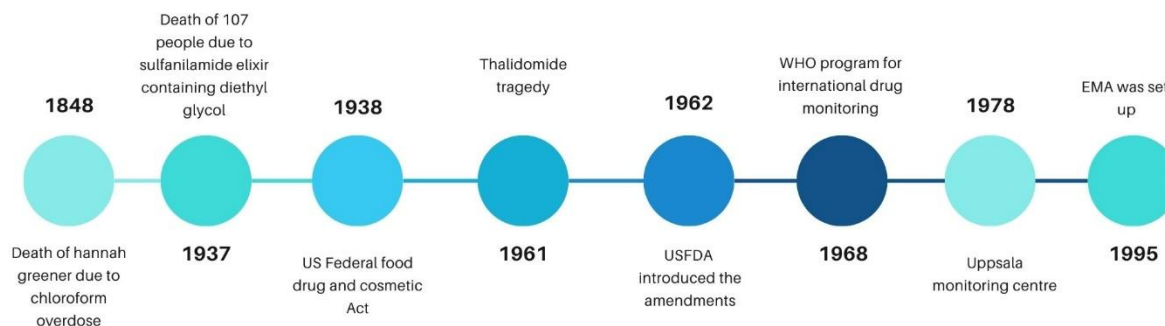 1848
Death of hannah
greener due to
chloroform
overdose
Death of 107
people due to
sulfanilamide elixir
containing diethyl
glycol
1937
1938
US Federal food
drug and cosmetic
Act
Thalidomide
tragedy
1961
1962
USFDA
introduced the
amendments
WHO program for
international drug
monitoring
1968
1978
Uppsala
monitoring centre
EMA was set
up
1995